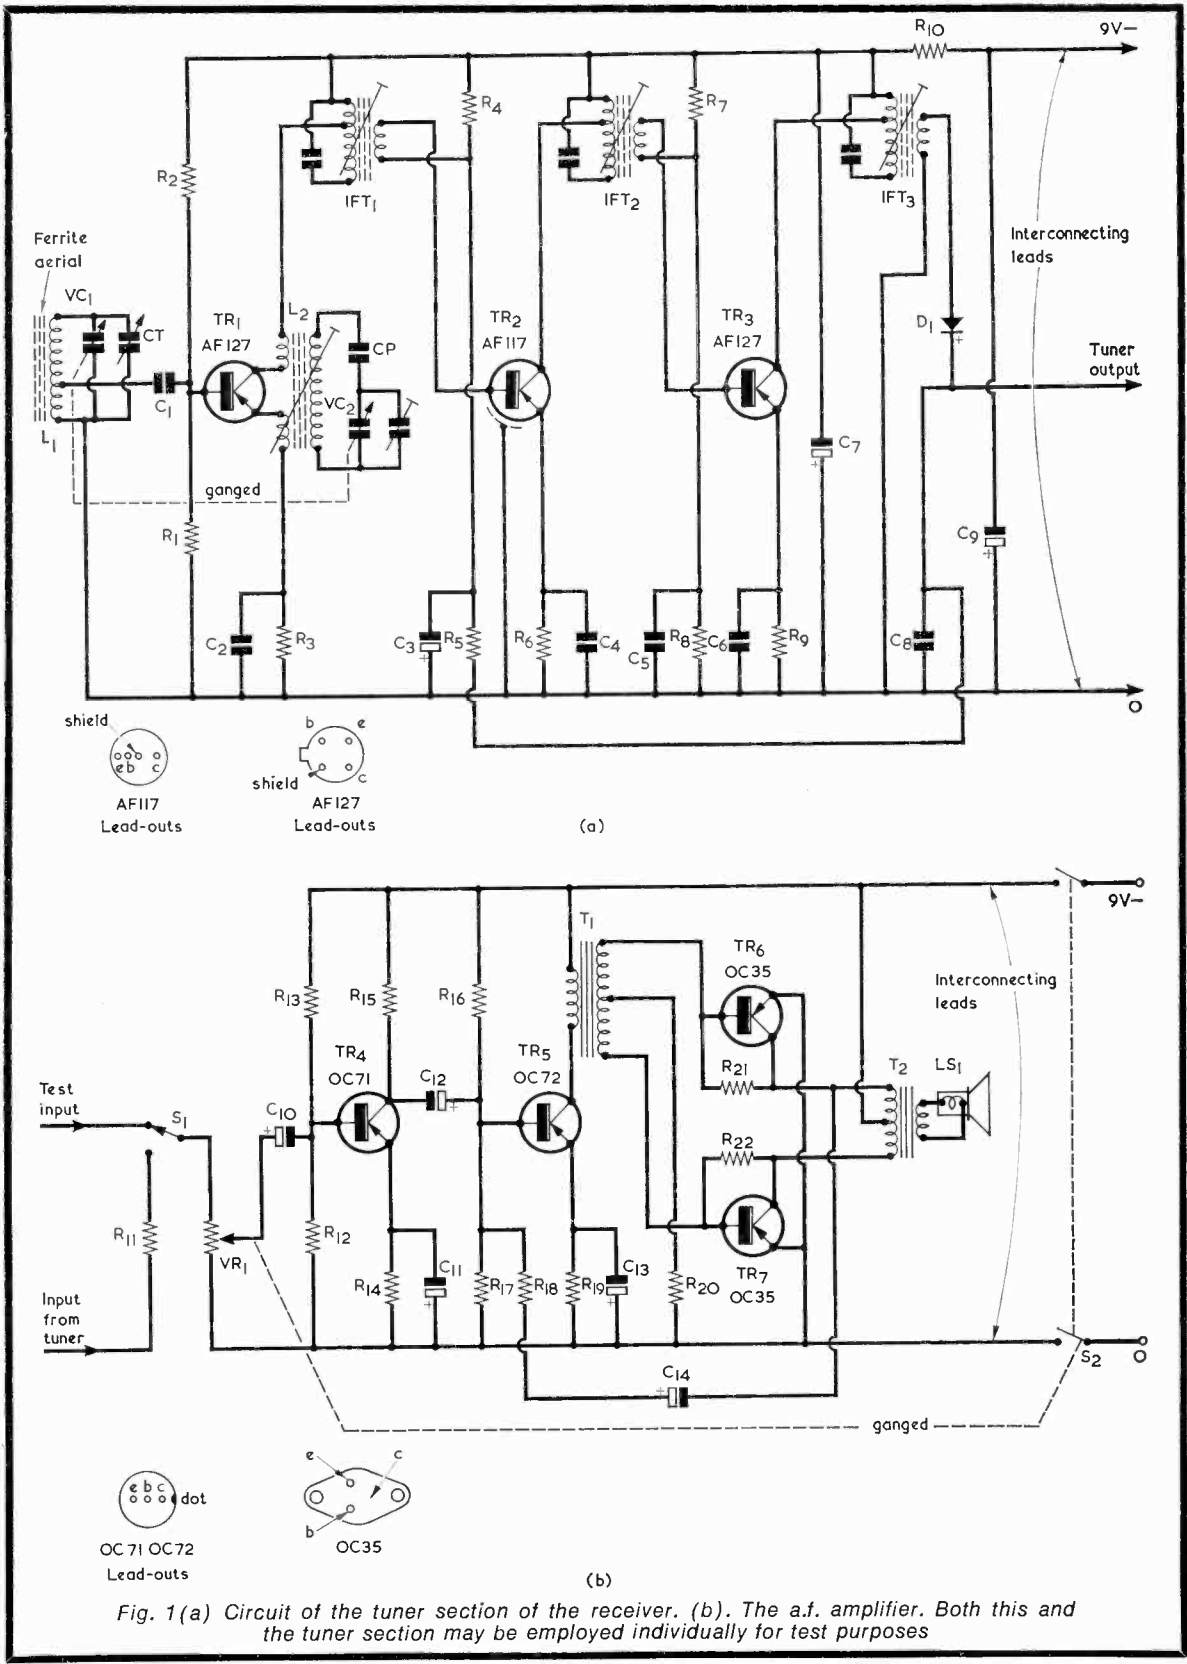 R10
9V–
R4
R7
R2
IFT1
IFT2
IFT3
Ferrite
aerial
Interconnecting
leads
VC1
CT
TR1
AF127
L2
CP
TR2
AF117
TR3
AF127
D1
+
Tuner
output
C1
VC2
L1
C7
+
ganged
R1
C9
+
C2
R3
C3
+
R5
R6
C4
C5
R8
C6
R9
C8
O
shield
e b c
AF117
Lead-outs
b e
shield
c
AF127
Lead-outs
(a)
9V–
T1
TR6
OC35
Interconnecting
leads
R13
R15
R16
TR4
OC71
C12
+
TR5
OC72
R21
T2
LS1
Test
input
S1
C10
+
R22
R11
VR1
R12
R14
C11
+
R17
R18
R19
C13
+
R20
TR7
OC35
Input
from
tuner
S2
O
C14
+
ganged
e b c
dot
OC71 OC72
Lead-outs
e
c
b
OC35
(b)
Fig. 1(a) Circuit of the tuner section of the receiver. (b). The a.f. amplifier. Both this and
the tuner section may be employed individually for test purposes